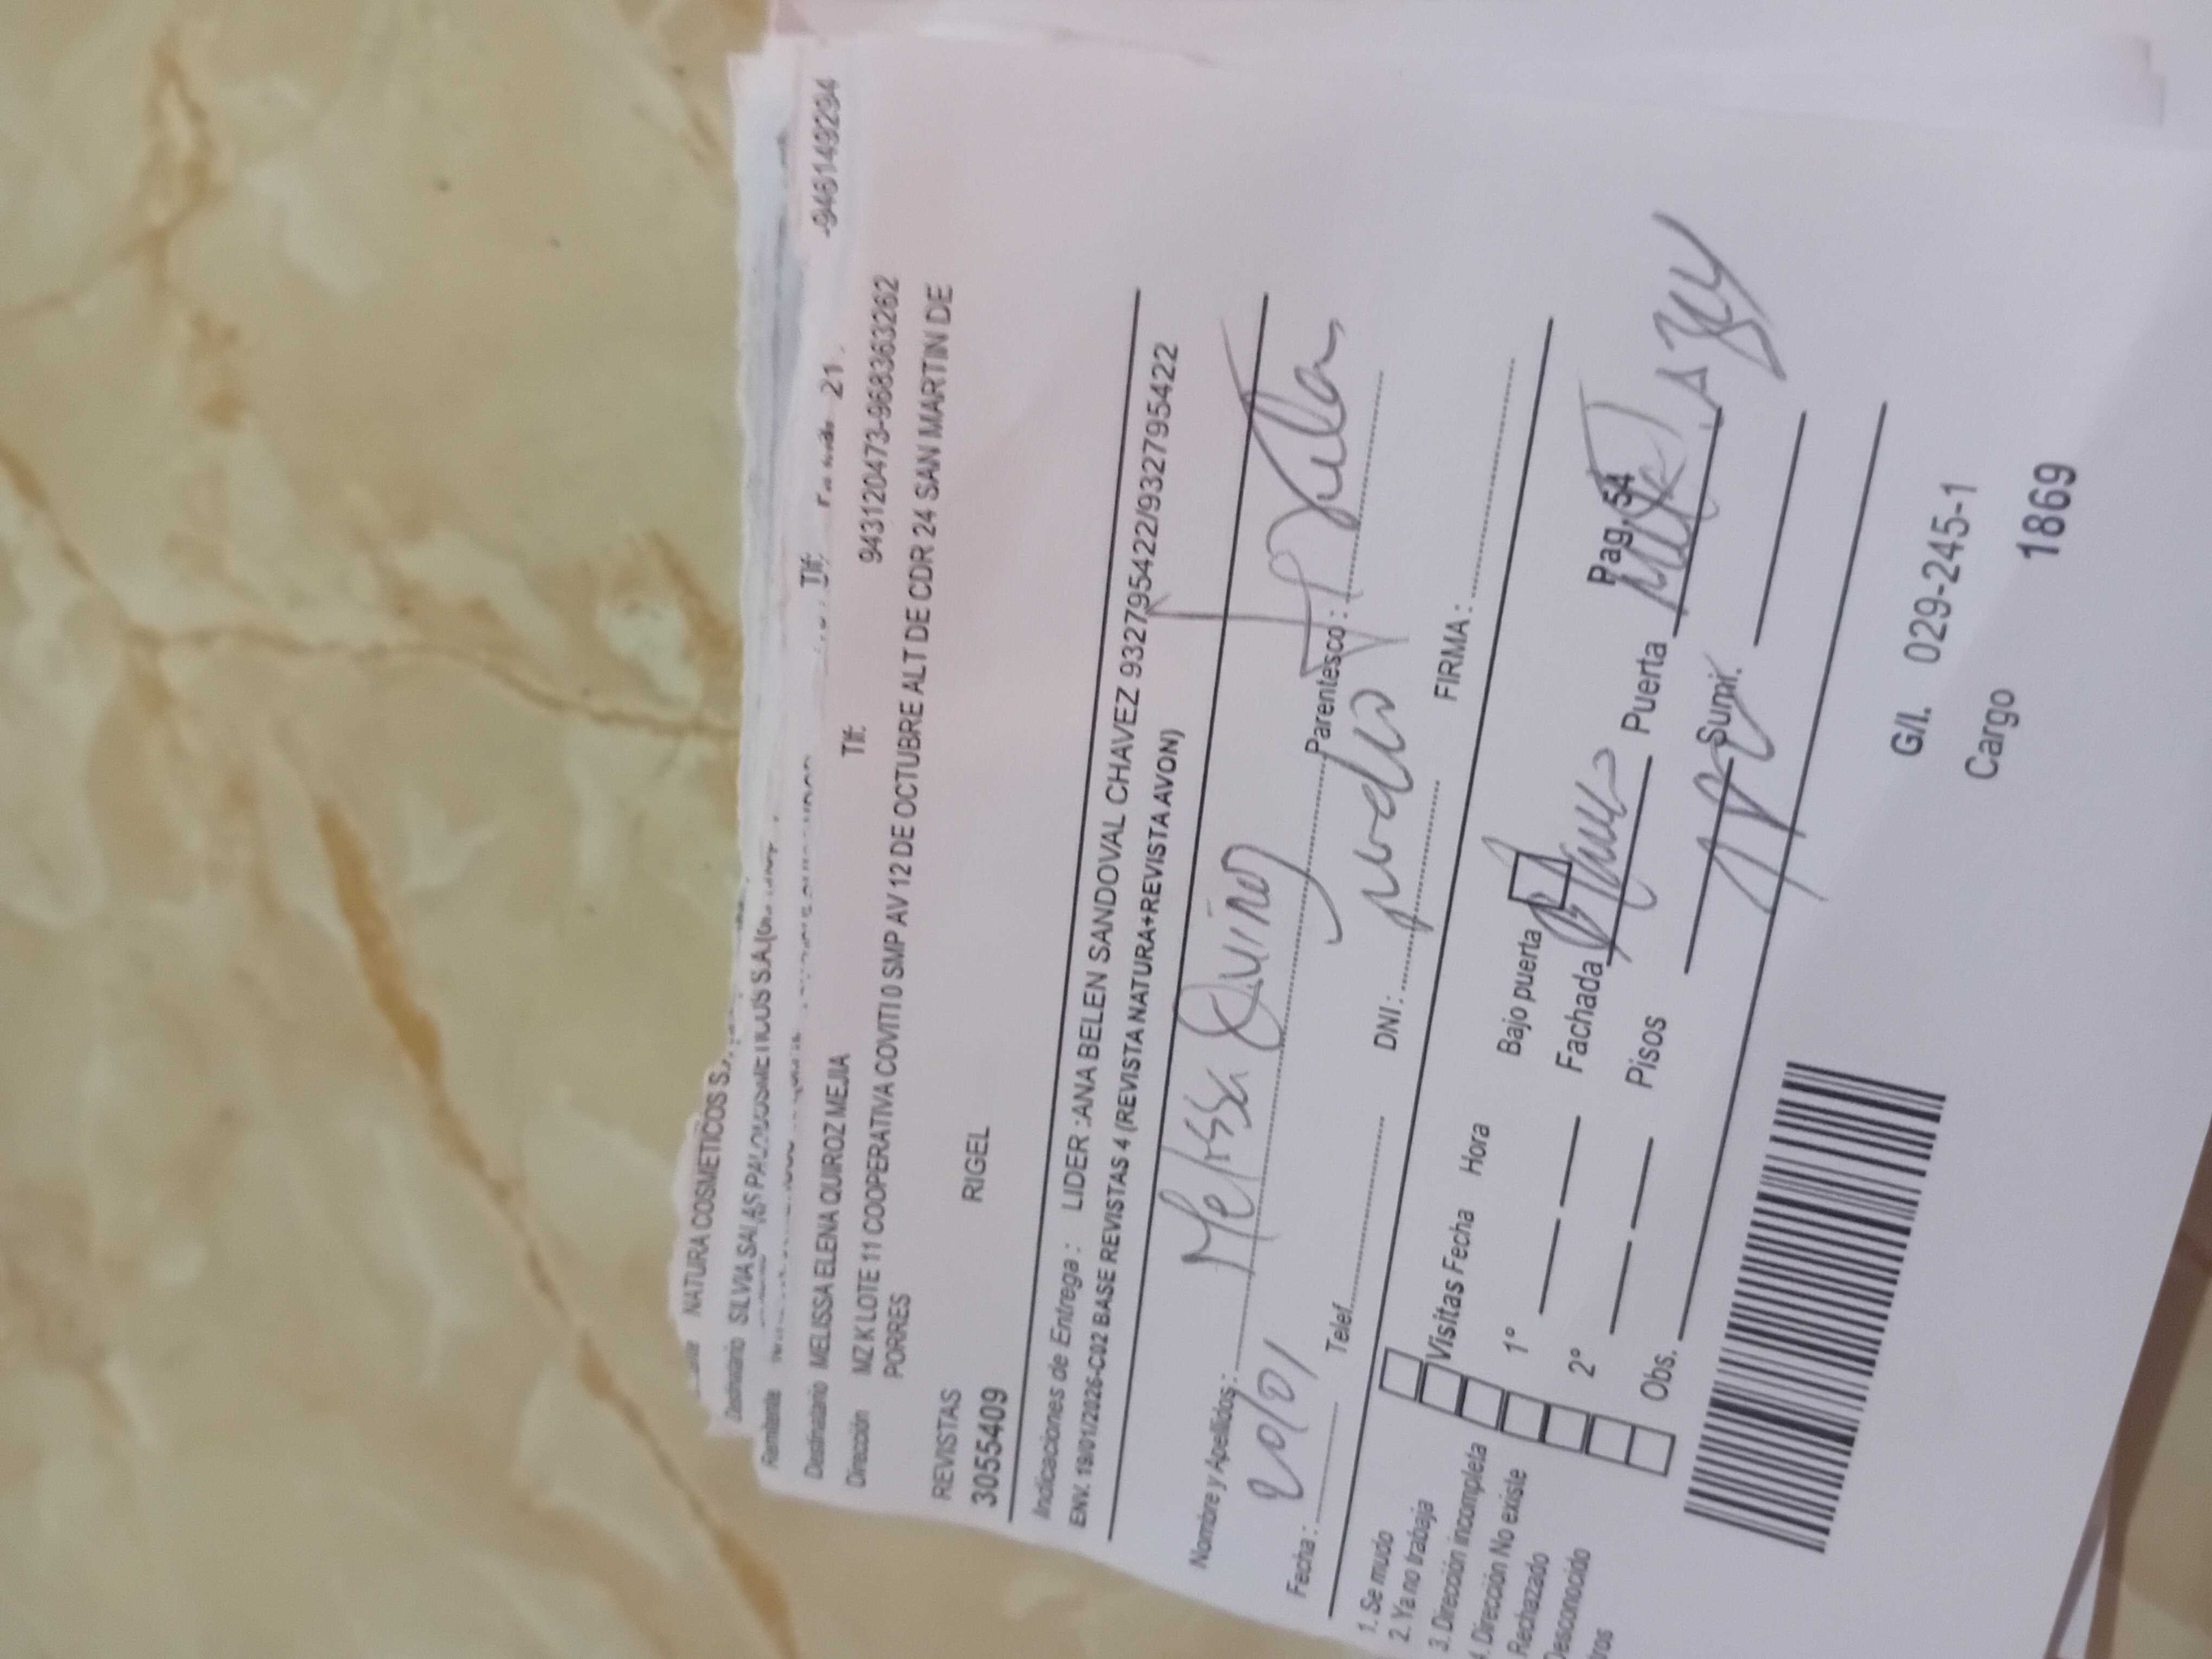 NATURA COSMETICOS S.
Destinatario SILVIA SALAS
Remitente
Tlf: -946149294
Destinatario MELISSA ELENA QUIROZ MEJIA Tlf: 943120473-968363262
Dirección MZ K LOTE 11 COOPERATIVA COVITI 0 SMP AV 12 DE OCTUBRE ALT DE CDR 24 SAN MARTIN DE
PORRES
REVISTAS RIGEL
3055409
Indicaciones de Entrega : LIDER :ANA BELEN SANDOVAL CHAVEZ 932795422/932795422
ENV. 19/01/2026-C02 BASE REVISTAS 4 (REVISTA NATURA+REVISTA AVON)
Nombre y Apellidos : Melissa Quiroz
Fecha : 20/01 Parentesco :
Telef. DNI : FIRMA :
1. Se mudo
2. Ya no trabaja
3. Dirección incompleta
4. Dirección No existe
Rechazado
Desconocido
Visitas Fecha Hora Bajo puerta Pag. 54
1° Fachada Puerta
2° Pisos Sumi.
Obs.
G/I. 029-245-1
Cargo 1869